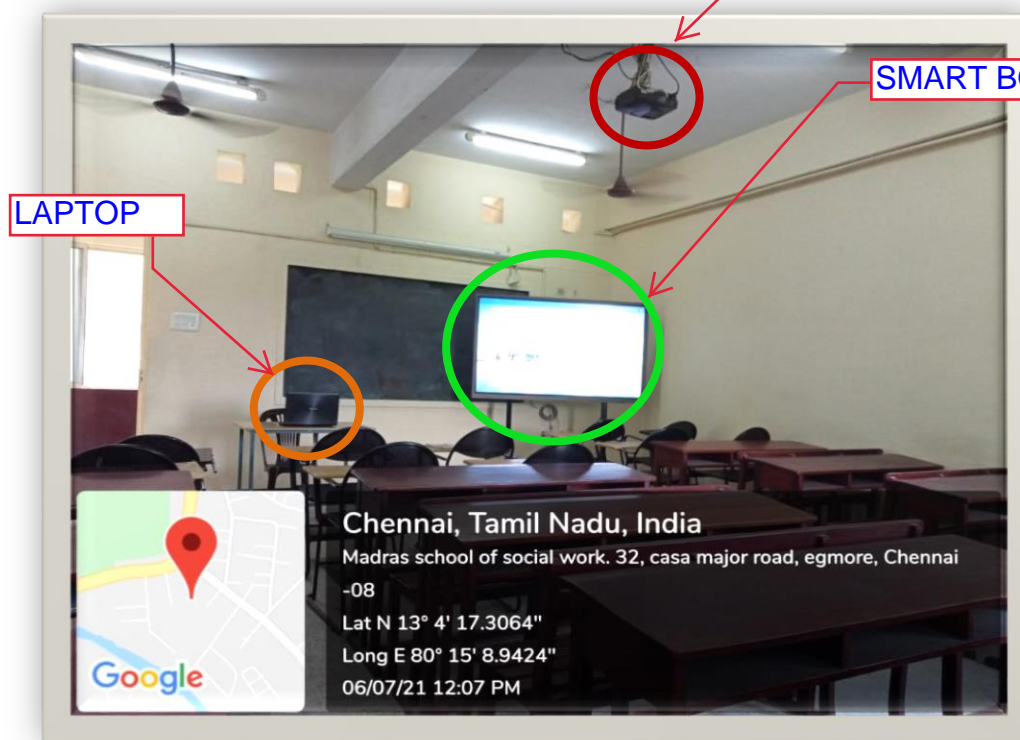 SMART B
LAPTOP
Chennai, Tamil Nadu, India
Madras school of social work. 32, casa major road, egmore, Chennai
-08
Lat N 13° 4' 17.3064"
Long E 80° 15' 8.9424"
06/07/21 12:07 PM
Google